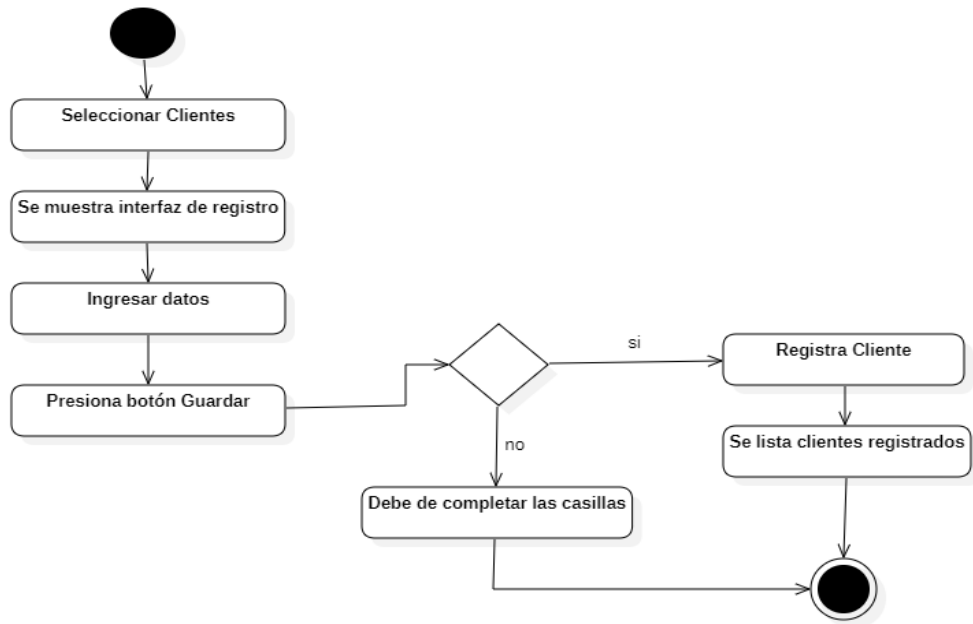 Seleccionar Clientes
Se muestra interfaz de registro
Ingresar datos
Presiona botón Guardar
si
Registra Cliente
Se lista clientes registrados
no
Debe de completar las casillas